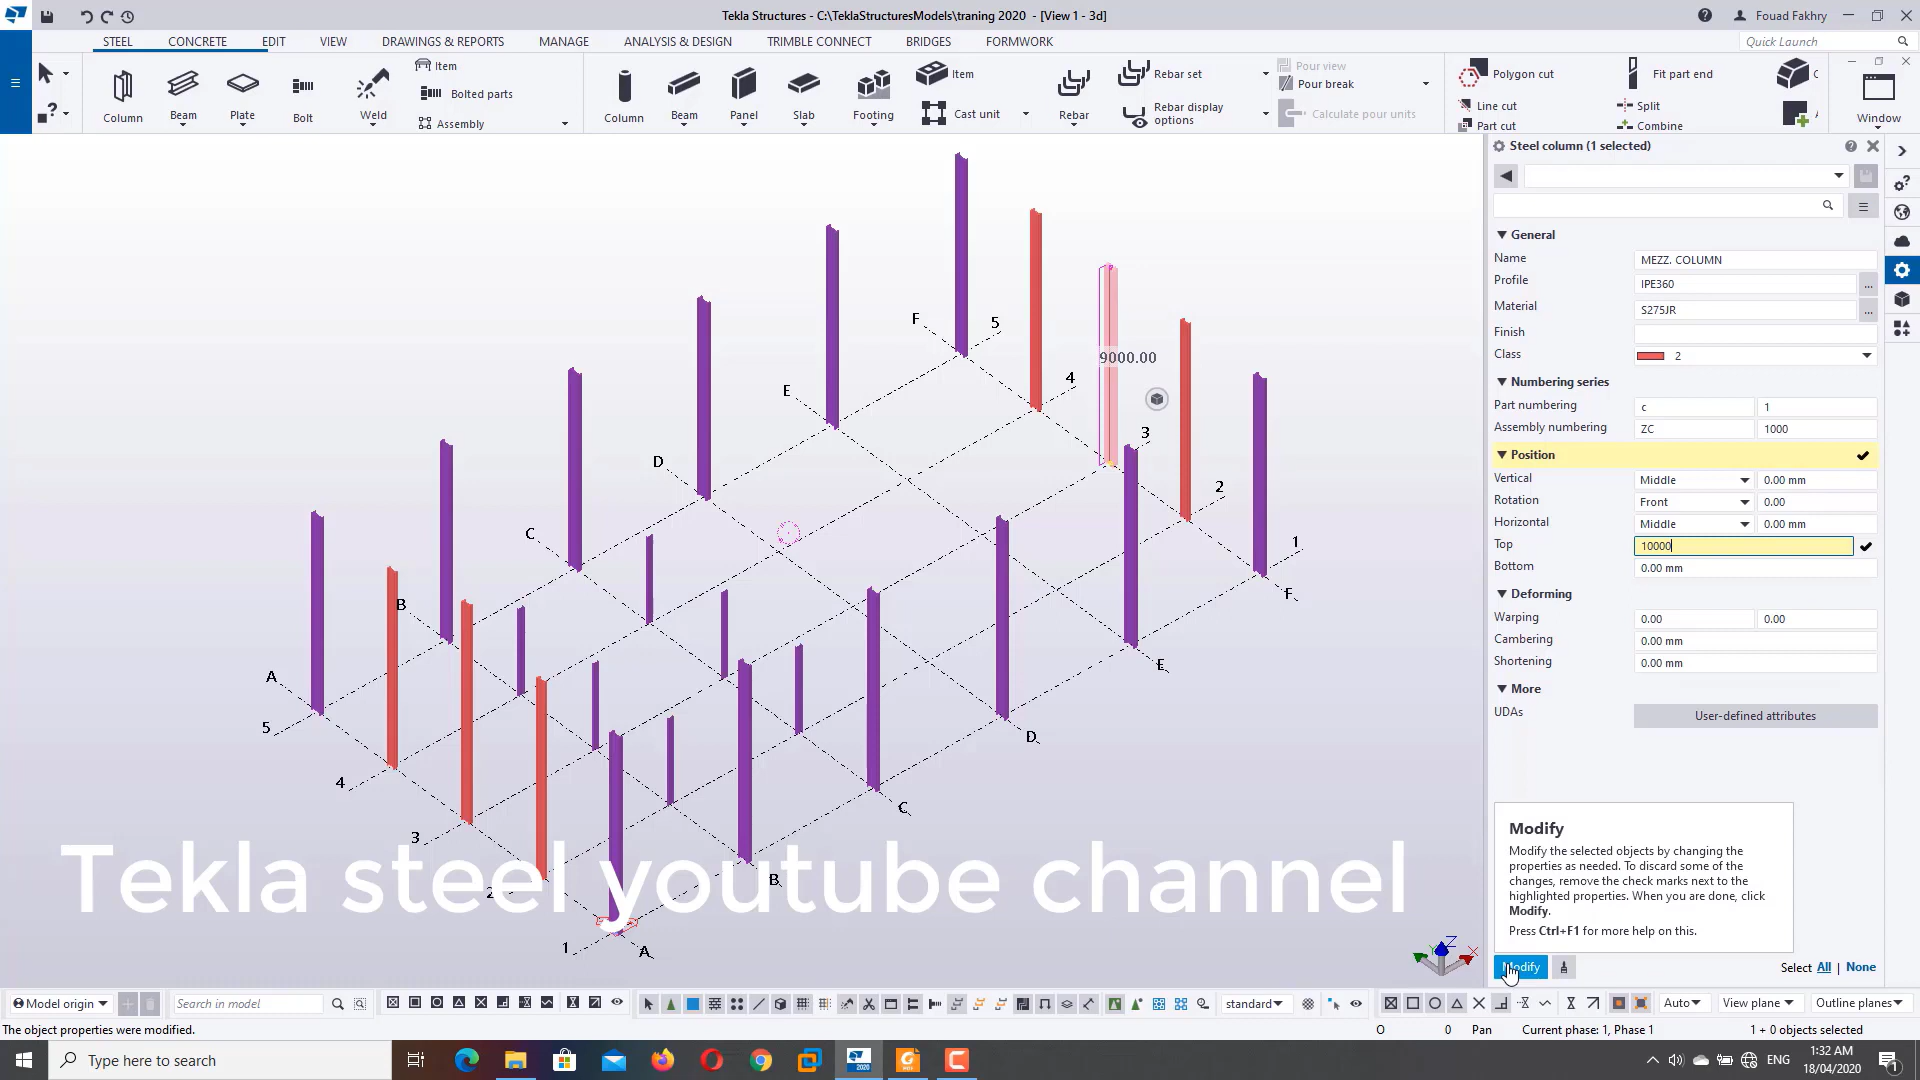 Tekla Structures - C:\TeklaStructuresModels\traning 2020 - [View 1 - 3d]
Fouad Fakhry
STEEL CONCRETE EDIT VIEW DRAWINGS & REPORTS MANAGE ANALYSIS & DESIGN TRIMBLE CONNECT BRIDGES FORMWORK
Quick Launch
Column Beam Plate Bolt Weld
Item
Bolted parts
Assembly
Column Beam Panel Slab Footing
Item
Cast unit
Rebar
Rebar set
Rebar display options
Pour view
Pour break
Calculate pour units
Polygon cut
Line cut
Part cut
Fit part end
Split
Combine
Window
Steel column (1 selected)
General
Name MEZZ. COLUMN
Profile IPE360 ...
Material S275JR ...
Finish
Class 2
Numbering series
Part numbering c 1
Assembly numbering ZC 1000
Position
Vertical Middle 0.00 mm
Rotation Front 0.00
Horizontal Middle 0.00 mm
Top 10000
Bottom 0.00 mm
Deforming
Warping 0.00 0.00
Cambering 0.00 mm
Shortening 0.00 mm
More
UDAs User-defined attributes
Modify
Modify the selected objects by changing the
properties as needed. To discard some of the
changes, remove the check marks next to the
highlighted properties. When you are done, click
Modify.
Press Ctrl+F1 for more help on this.
Modify
Select All | None
F 5
9000.00
4
E
3
D
2
C
1
B
F
A
E
5
D
4
C
3
B
2
A
1
Tekla steel youtube channel
Z
X
Model origin
Search in model
standard
Auto
View plane
Outline planes
The object properties were modified.
O 0 Pan Current phase: 1, Phase 1 1 + 0 objects selected
Type here to search
ENG
1:32 AM
18/04/2020
1